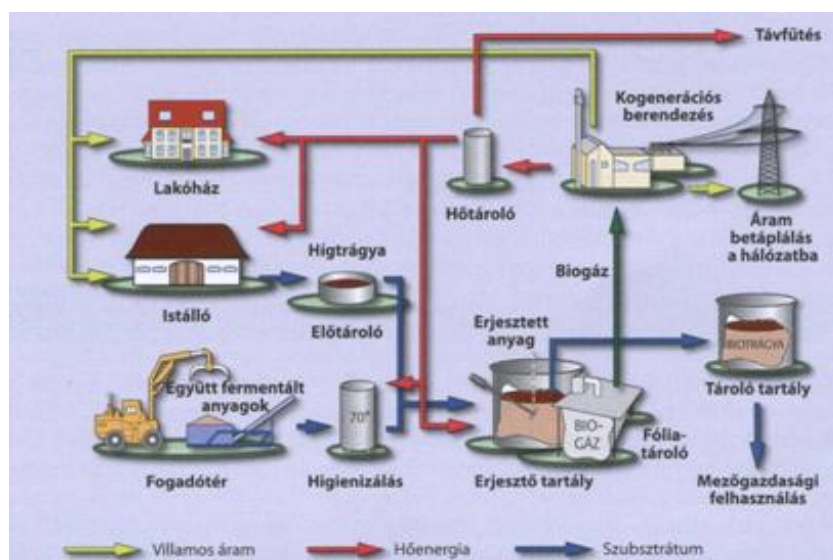 Távfűtés
Kogenerációs
berendezés
Lakóház
Hőtároló
Áram
betáplálás
a hálózatba
Hígtrágya
Biogáz
Istálló
Előtároló
Erjesztett
anyag
BIOTRÁGYA
Együtt fermentált
anyagok
Tároló tartály
70°
BIO-
GÁZ
Fólia-
tároló
Fogadótér
Higienizálás
Erjesztő tartály
Mezőgazdasági
felhasználás
Villamos áram
Hőenergia
Szubsztrátum